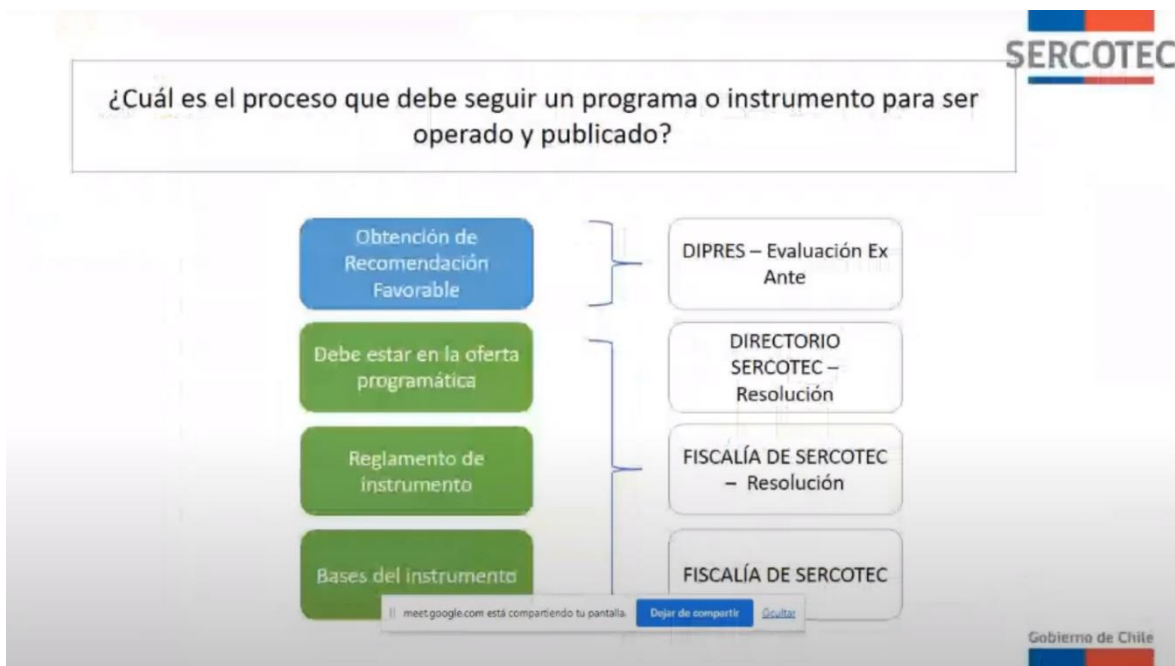 SERCOTEC
¿Cuál es el proceso que debe seguir un programa o instrumento para ser
operado y publicado?
Obtención de
Recomendación
Favorable
DIPRES – Evaluación Ex
Ante
Debe estar en la oferta
programática
DIRECTORIO
SERCOTEC –
Resolución
Reglamento de
instrumento
FISCALÍA DE SERCOTEC
– Resolución
Bases del instrumento
FISCALÍA DE SERCOTEC
meet.google.com está compartiendo tu pantalla.
Dejar de compartir
Ocultar
Gobierno de Chile